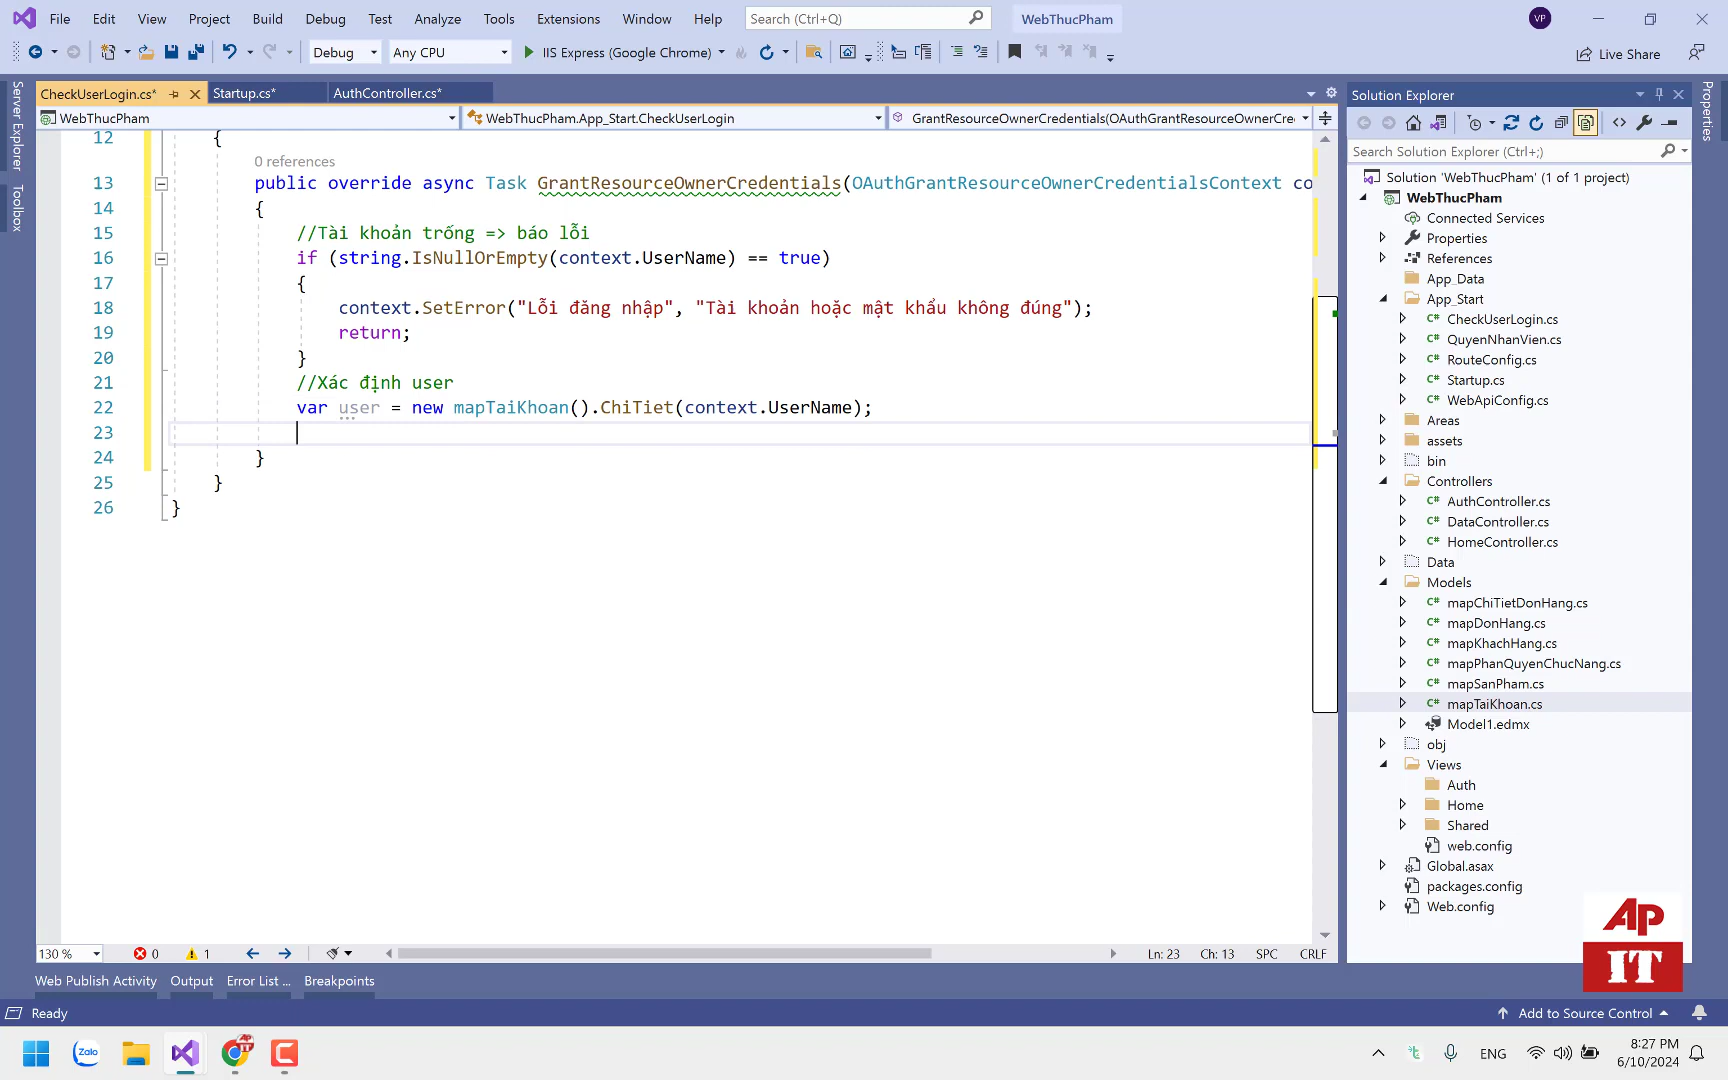 File Edit View Project Build Debug Test Analyze Tools Extensions Window Help Search (Ctrl+Q) WebThucPham VP
Debug Any CPU IIS Express (Google Chrome) Live Share
CheckUserLogin.cs* Startup.cs* AuthController.cs*
WebThucPham WebThucPham.App_Start.CheckUserLogin GrantResourceOwnerCredentials(OAuthGrantResourceOwnerCre
Server Explorer
Toolbox
12 {
0 references
13 public override async Task GrantResourceOwnerCredentials(OAuthGrantResourceOwnerCredentialsContext co
14 {
15 //Tài khoản trống => báo lỗi
16 if (string.IsNullOrEmpty(context.UserName) == true)
17 {
18 context.SetError("Lỗi đăng nhập", "Tài khoản hoặc mật khẩu không đúng");
19 return;
20 }
21 //Xác định user
22 var user = new mapTaiKhoan().ChiTiet(context.UserName);
23
24 }
25 }
26 }
130 % 0 1 Ln: 23 Ch: 13 SPC CRLF
Web Publish Activity Output Error List ... Breakpoints
Solution Explorer
Search Solution Explorer (Ctrl+;)
Solution 'WebThucPham' (1 of 1 project)
WebThucPham
Connected Services
Properties
References
App_Data
App_Start
C# CheckUserLogin.cs
C# QuyenNhanVien.cs
C# RouteConfig.cs
C# Startup.cs
C# WebApiConfig.cs
Areas
assets
bin
Controllers
C# AuthController.cs
C# DataController.cs
C# HomeController.cs
Data
Models
C# mapChiTietDonHang.cs
C# mapDonHang.cs
C# mapKhachHang.cs
C# mapPhanQuyenChucNang.cs
C# mapSanPham.cs
C# mapTaiKhoan.cs
Model1.edmx
obj
Views
Auth
Home
Shared
web.config
Global.asax
packages.config
Web.config
Properties
AP
IT
Ready Add to Source Control
Zalo AP IT ENG 8:27 PM
6/10/2024